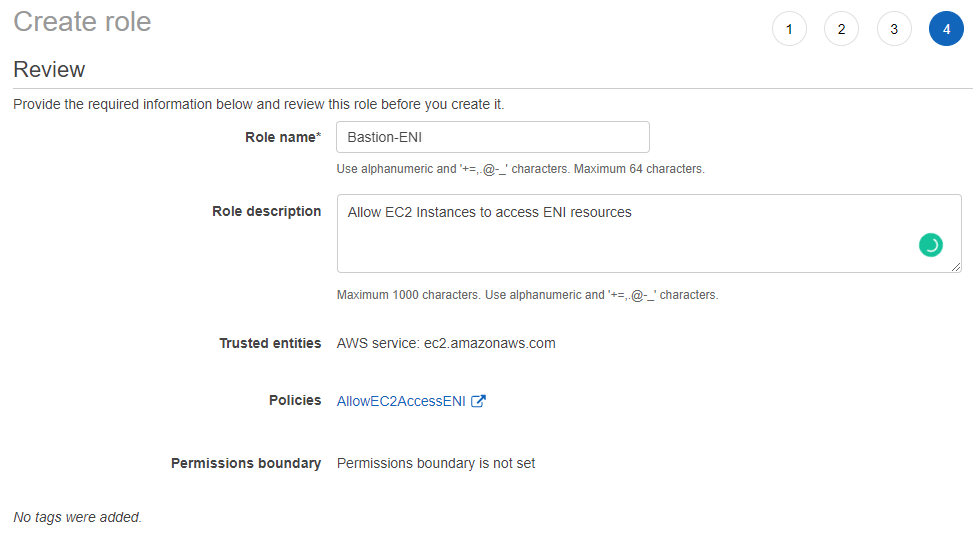 Create role
1 2 3 4
Review
Provide the required information below and review this role before you create it.
Role name* Bastion-ENI
Use alphanumeric and '+=,.@-_' characters. Maximum 64 characters.
Role description Allow EC2 Instances to access ENI resources
Maximum 1000 characters. Use alphanumeric and '+=,.@-_' characters.
Trusted entities AWS service: ec2.amazonaws.com
Policies AllowEC2AccessENI
Permissions boundary Permissions boundary is not set
No tags were added.